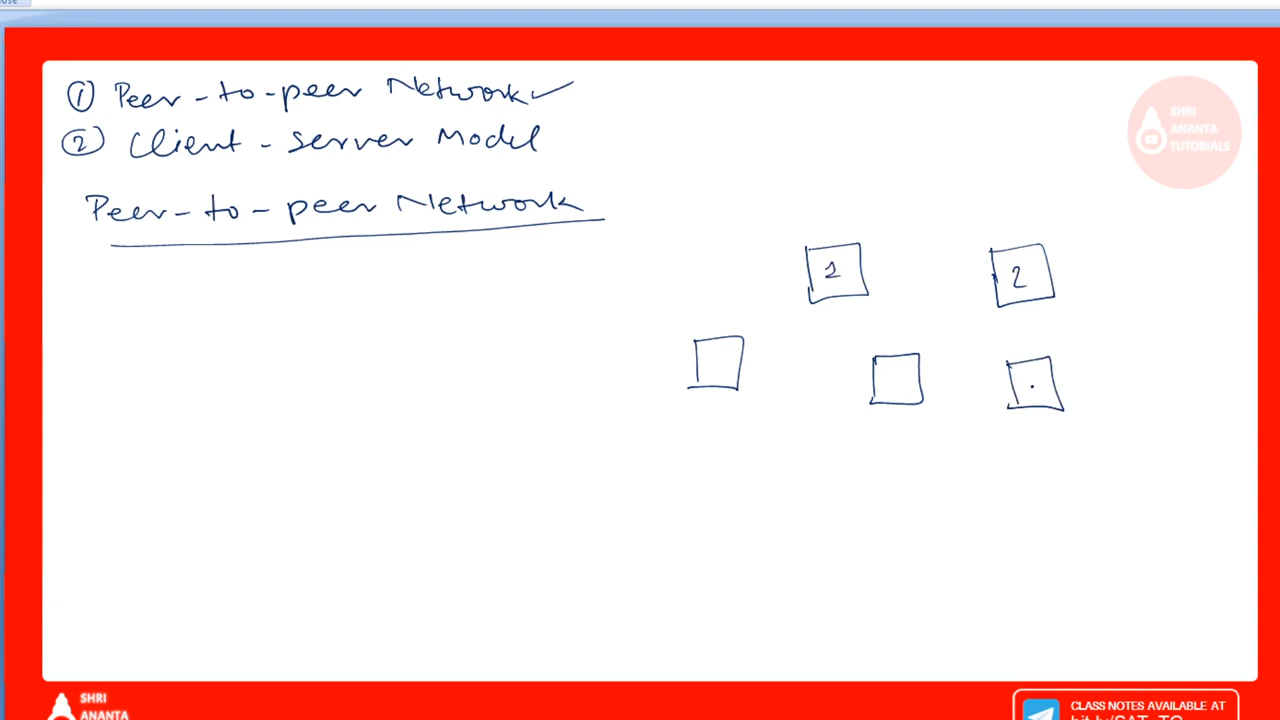 ① Peer-to-peer Network ✓
② Client-server Model
Peer-to-peer Network
1
2
SHRI
ANANTA
TUTORIALS
SHRI
ANANTA
CLASS NOTES AVAILABLE AT